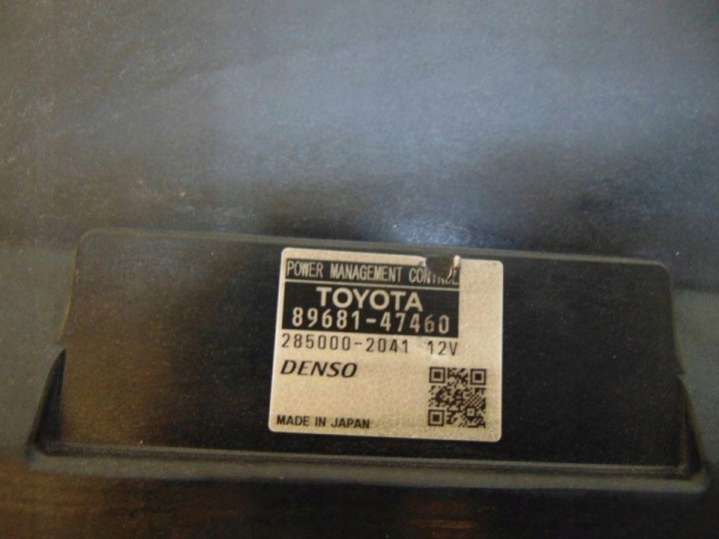 POWER MANAGEMENT CONTROL
TOYOTA
89681-47460
285000-2041 12V
DENSO
MADE IN JAPAN